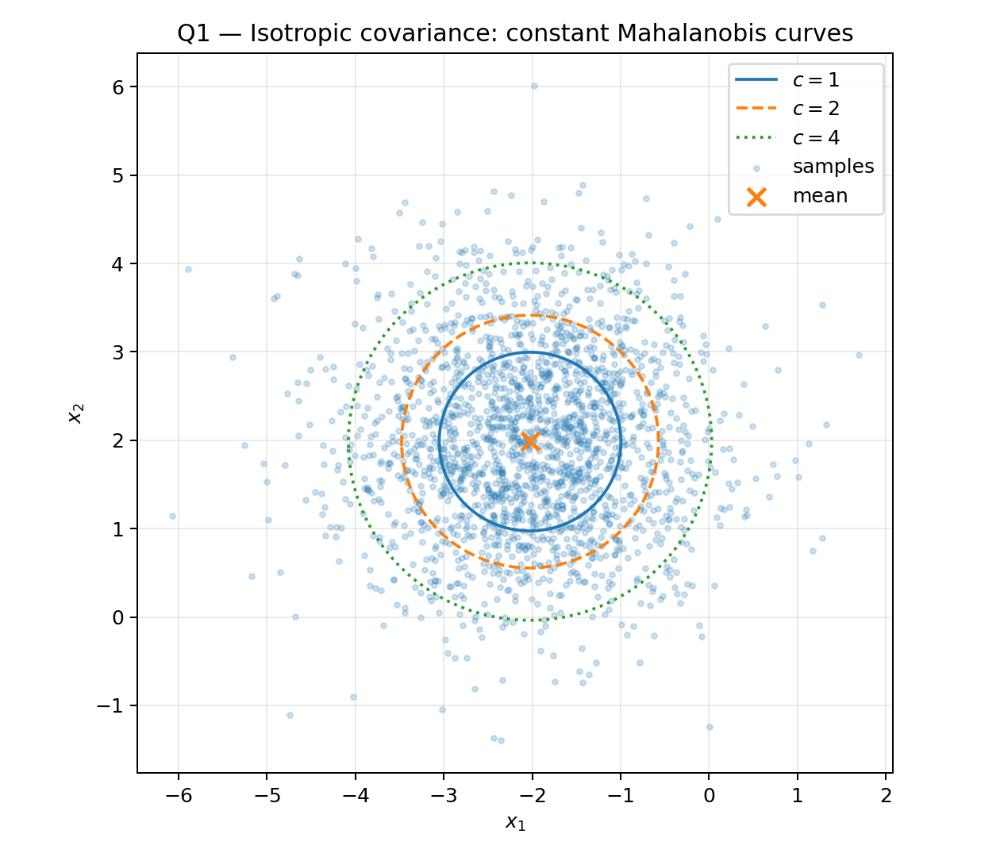 Q1 — Isotropic covariance: constant Mahalanobis curves
c = 1
c = 2
c = 4
samples
mean
6
5
4
3
2
1
0
−1
x₂
−6 −5 −4 −3 −2 −1 0 1 2
x₁